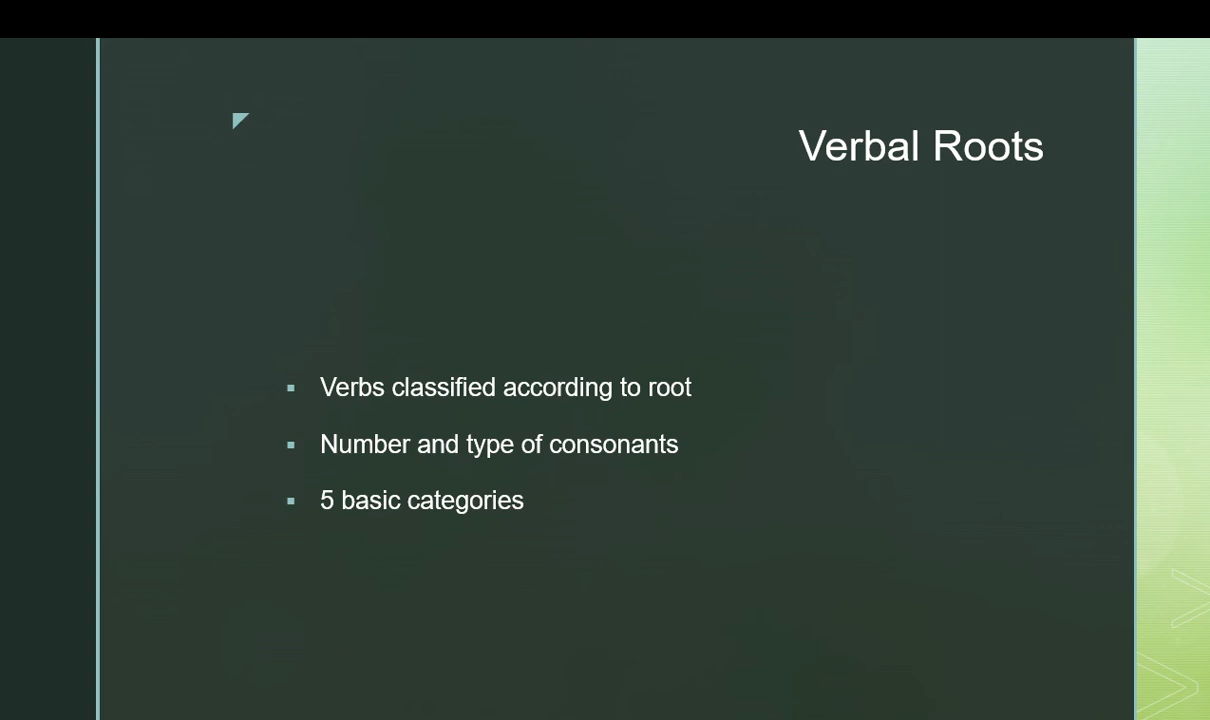 Verbal Roots
Verbs classified according to root
Number and type of consonants
5 basic categories